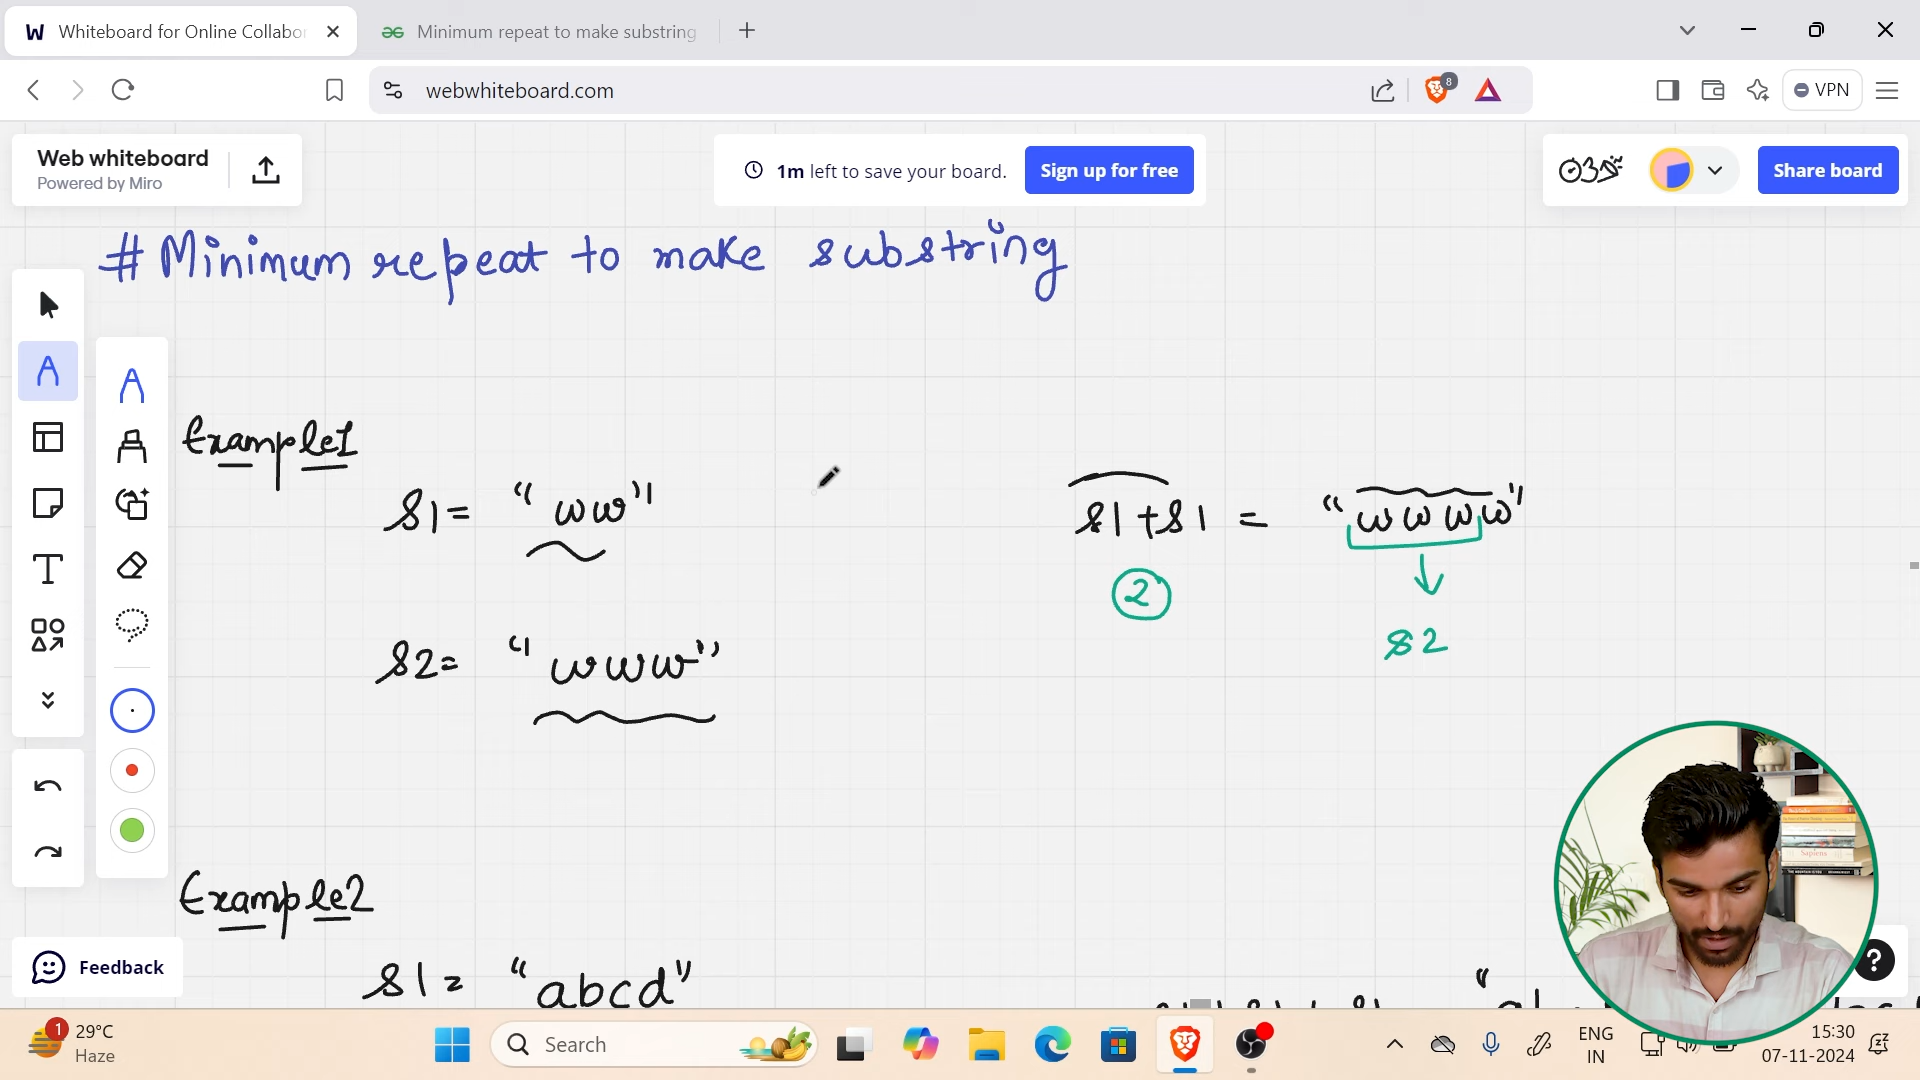 Whiteboard for Online Collabo
Minimum repeat to make substring
webwhiteboard.com
8
VPN
Web whiteboard
Powered by Miro
1m left to save your board.
Sign up for free
Share board
# Minimum repeat to make substring
Example1
s1 = "ww"
s1+s1 = "wwww"
2
s2
s2 = "www"
Example2
s1 = "abcd"
T
Feedback
?
Sapiens
1
29°C
Haze
Search
ENG
IN
15:30
07-11-2024